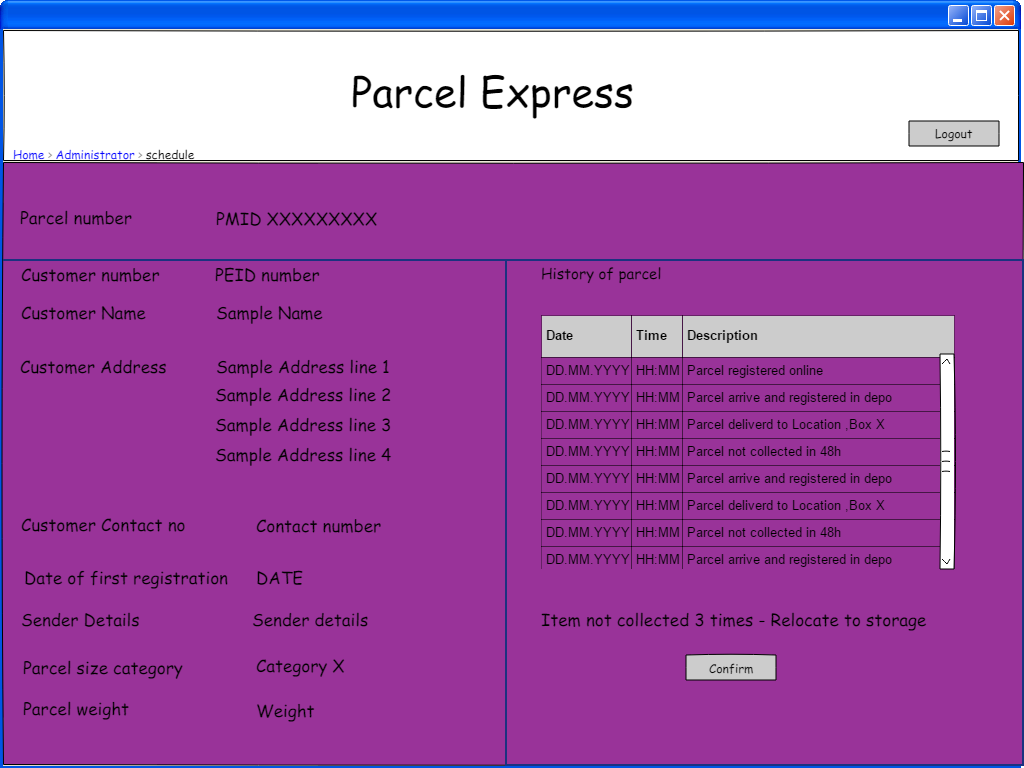 Parcel Express
Logout
Home > Administrator > schedule
Parcel number PMID XXXXXXXXX
Customer number PEID number
Customer Name Sample Name
Customer Address Sample Address line 1
Sample Address line 2
Sample Address line 3
Sample Address line 4
Customer Contact no Contact number
Date of first registration DATE
Sender Details Sender details
Parcel size category Category X
Parcel weight Weight
History of parcel
Date Time Description
DD.MM.YYYY HH:MM Parcel registered online
DD.MM.YYYY HH:MM Parcel arrive and registered in depo
DD.MM.YYYY HH:MM Parcel deliverd to Location ,Box X
DD.MM.YYYY HH:MM Parcel not collected in 48h
DD.MM.YYYY HH:MM Parcel arrive and registered in depo
DD.MM.YYYY HH:MM Parcel deliverd to Location ,Box X
DD.MM.YYYY HH:MM Parcel not collected in 48h
DD.MM.YYYY HH:MM Parcel arrive and registered in depo
Item not collected 3 times - Relocate to storage
Confirm